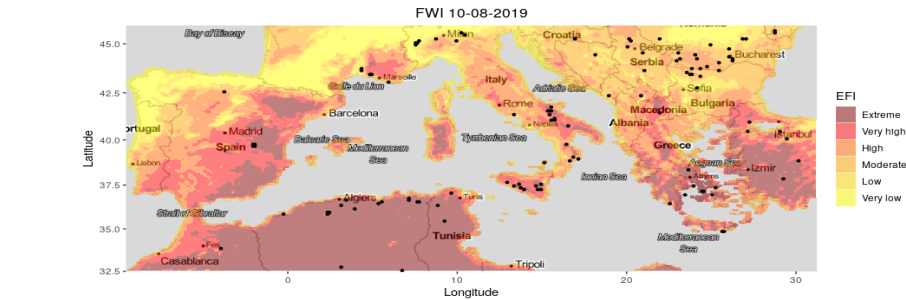 FWI 10-08-2019
Bay of Biscay
Milan
Croatia
Romania
45.0
Belgrade
Bucharest
Serbia
Marseille
Italy
Sofia
Golfe du Lion
Adriatic Sea
42.5
Rome
Macedonia
Bulgaria
Barcelona
Albania
Naples
ortugal
Madrid
Istanbul
Latitude
40.0
Balearic Sea
Tyrrhenian Sea
Spain
Mediterranean
Sea
Greece
Lisbon
Aegean Sea
Izmir
Ionian Sea
Athens
37.5
Algiers
Tunis
Strait of Gibraltar
35.0
Tunisia
Mediterranean
Sea
Fes
Casablanca
Tripoli
32.5
0
10
20
30
Longitude
EFI
Extreme
Very high
High
Moderate
Low
Very low